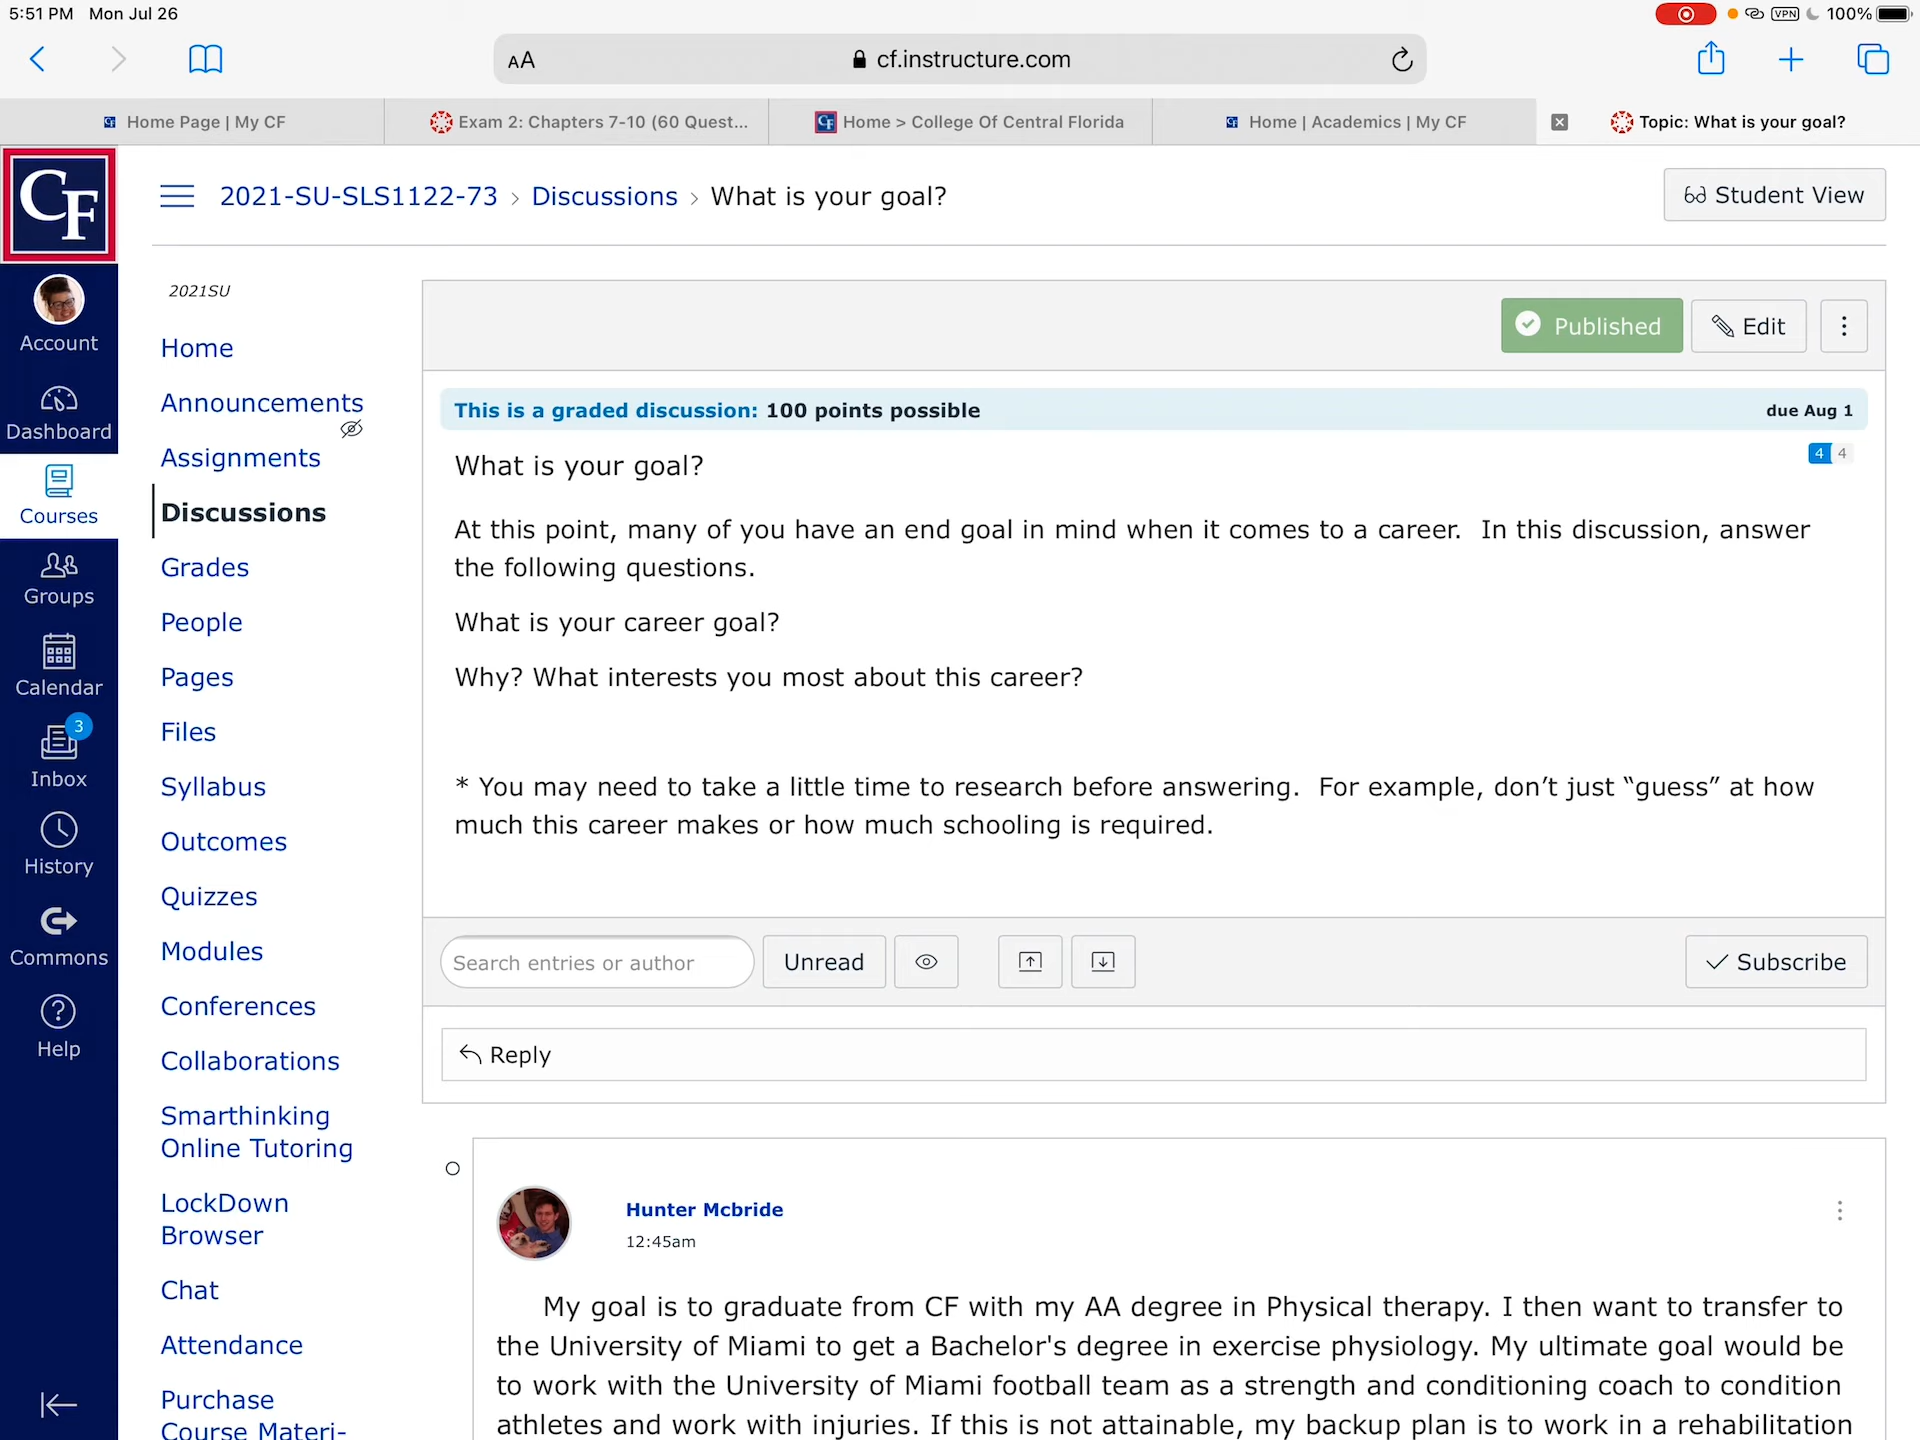 5:51 PM Mon Jul 26
VPN 100%
AA cf.instructure.com
Home Page | My CF
Exam 2: Chapters 7-10 (60 Quest...
Home > College Of Central Florida
Home | Academics | My CF
Topic: What is your goal?
CF
Account
Dashboard
Courses
Groups
Calendar
3
Inbox
History
Commons
Help
2021-SU-SLS1122-73 > Discussions > What is your goal?
Student View
2021SU
Home
Announcements
Assignments
Discussions
Grades
People
Pages
Files
Syllabus
Outcomes
Quizzes
Modules
Conferences
Collaborations
Smarthinking
Online Tutoring
LockDown
Browser
Chat
Attendance
Purchase
Course Materi-
Published
Edit
This is a graded discussion: 100 points possible
due Aug 1
What is your goal?
4 4
At this point, many of you have an end goal in mind when it comes to a career.  In this discussion, answer
the following questions.
What is your career goal?
Why? What interests you most about this career?
* You may need to take a little time to research before answering.  For example, don’t just “guess” at how
much this career makes or how much schooling is required.
Search entries or author
Unread
Subscribe
Reply
Hunter Mcbride
12:45am
My goal is to graduate from CF with my AA degree in Physical therapy. I then want to transfer to
the University of Miami to get a Bachelor's degree in exercise physiology. My ultimate goal would be
to work with the University of Miami football team as a strength and conditioning coach to condition
athletes and work with injuries. If this is not attainable, my backup plan is to work in a rehabilitation